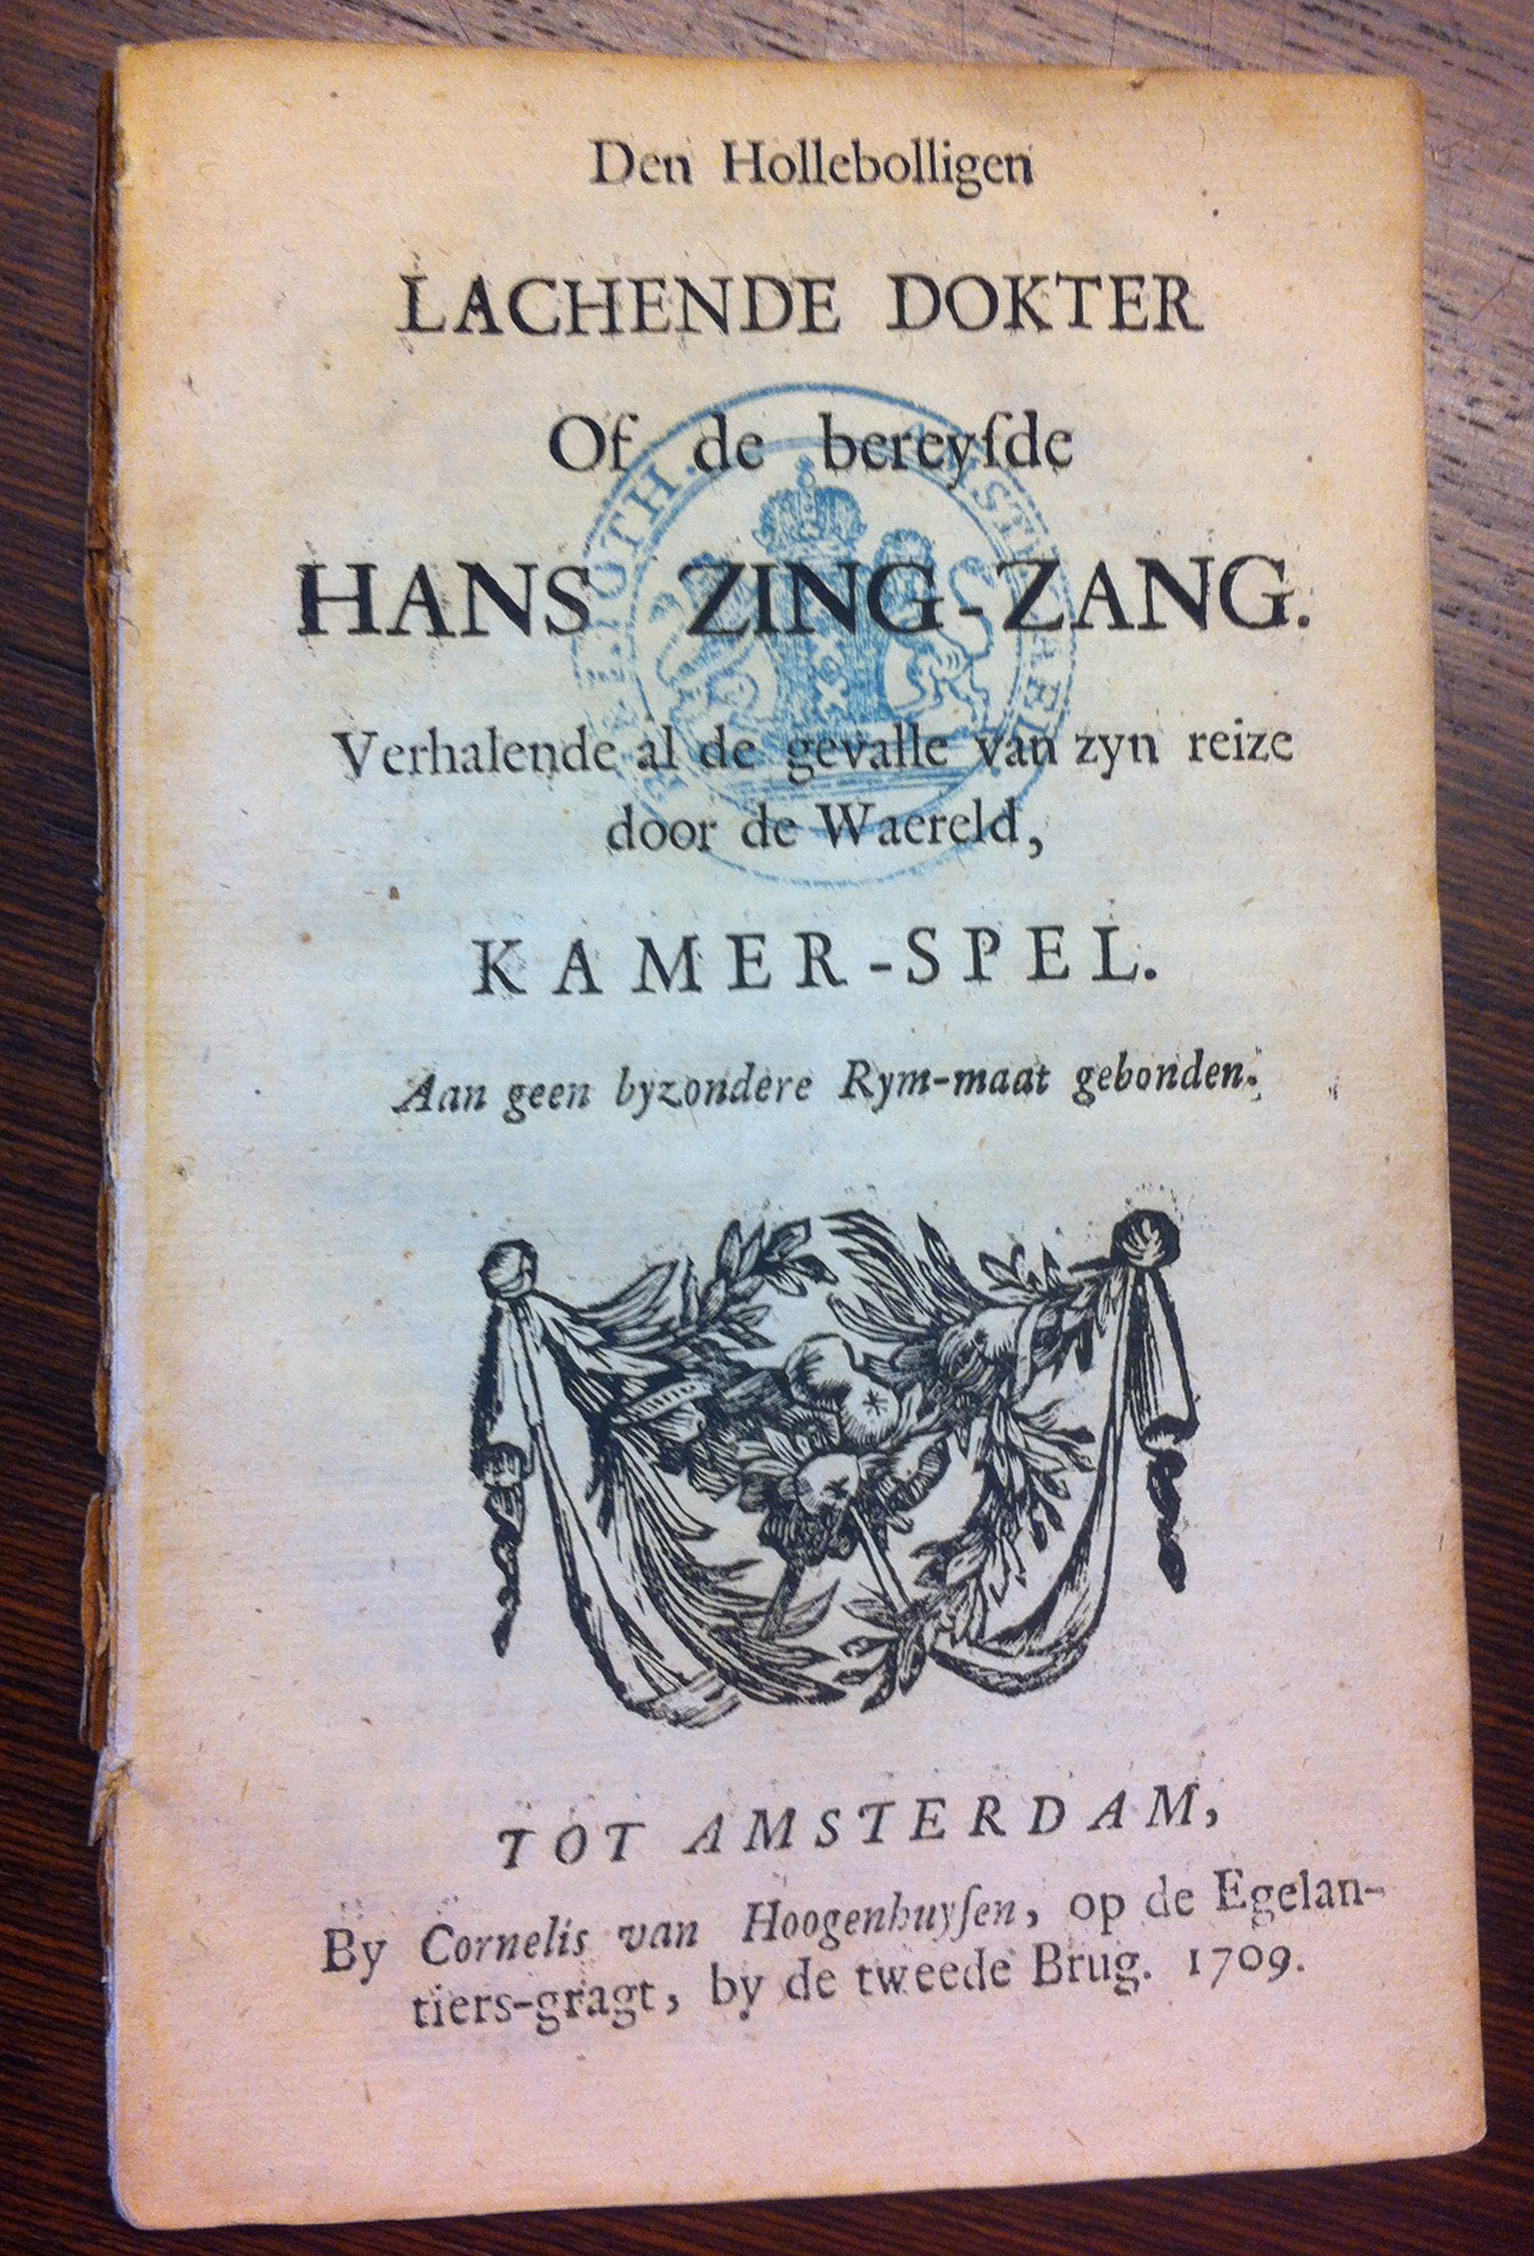 Den Hollebolligen
LACHENDE DOKTER
Of de bereyſde
HANS ZING-ZANG.
Verhalende al de gevalle van zyn reize
door de Waereld,
KAMER-SPEL.
Aan geen byzondere Rym-maat gebonden.
TOT AMSTERDAM,
By Cornelis van Hoogenhuyſen, op de Egelan-
tiers-gragt, by de tweede Brug. 1709.